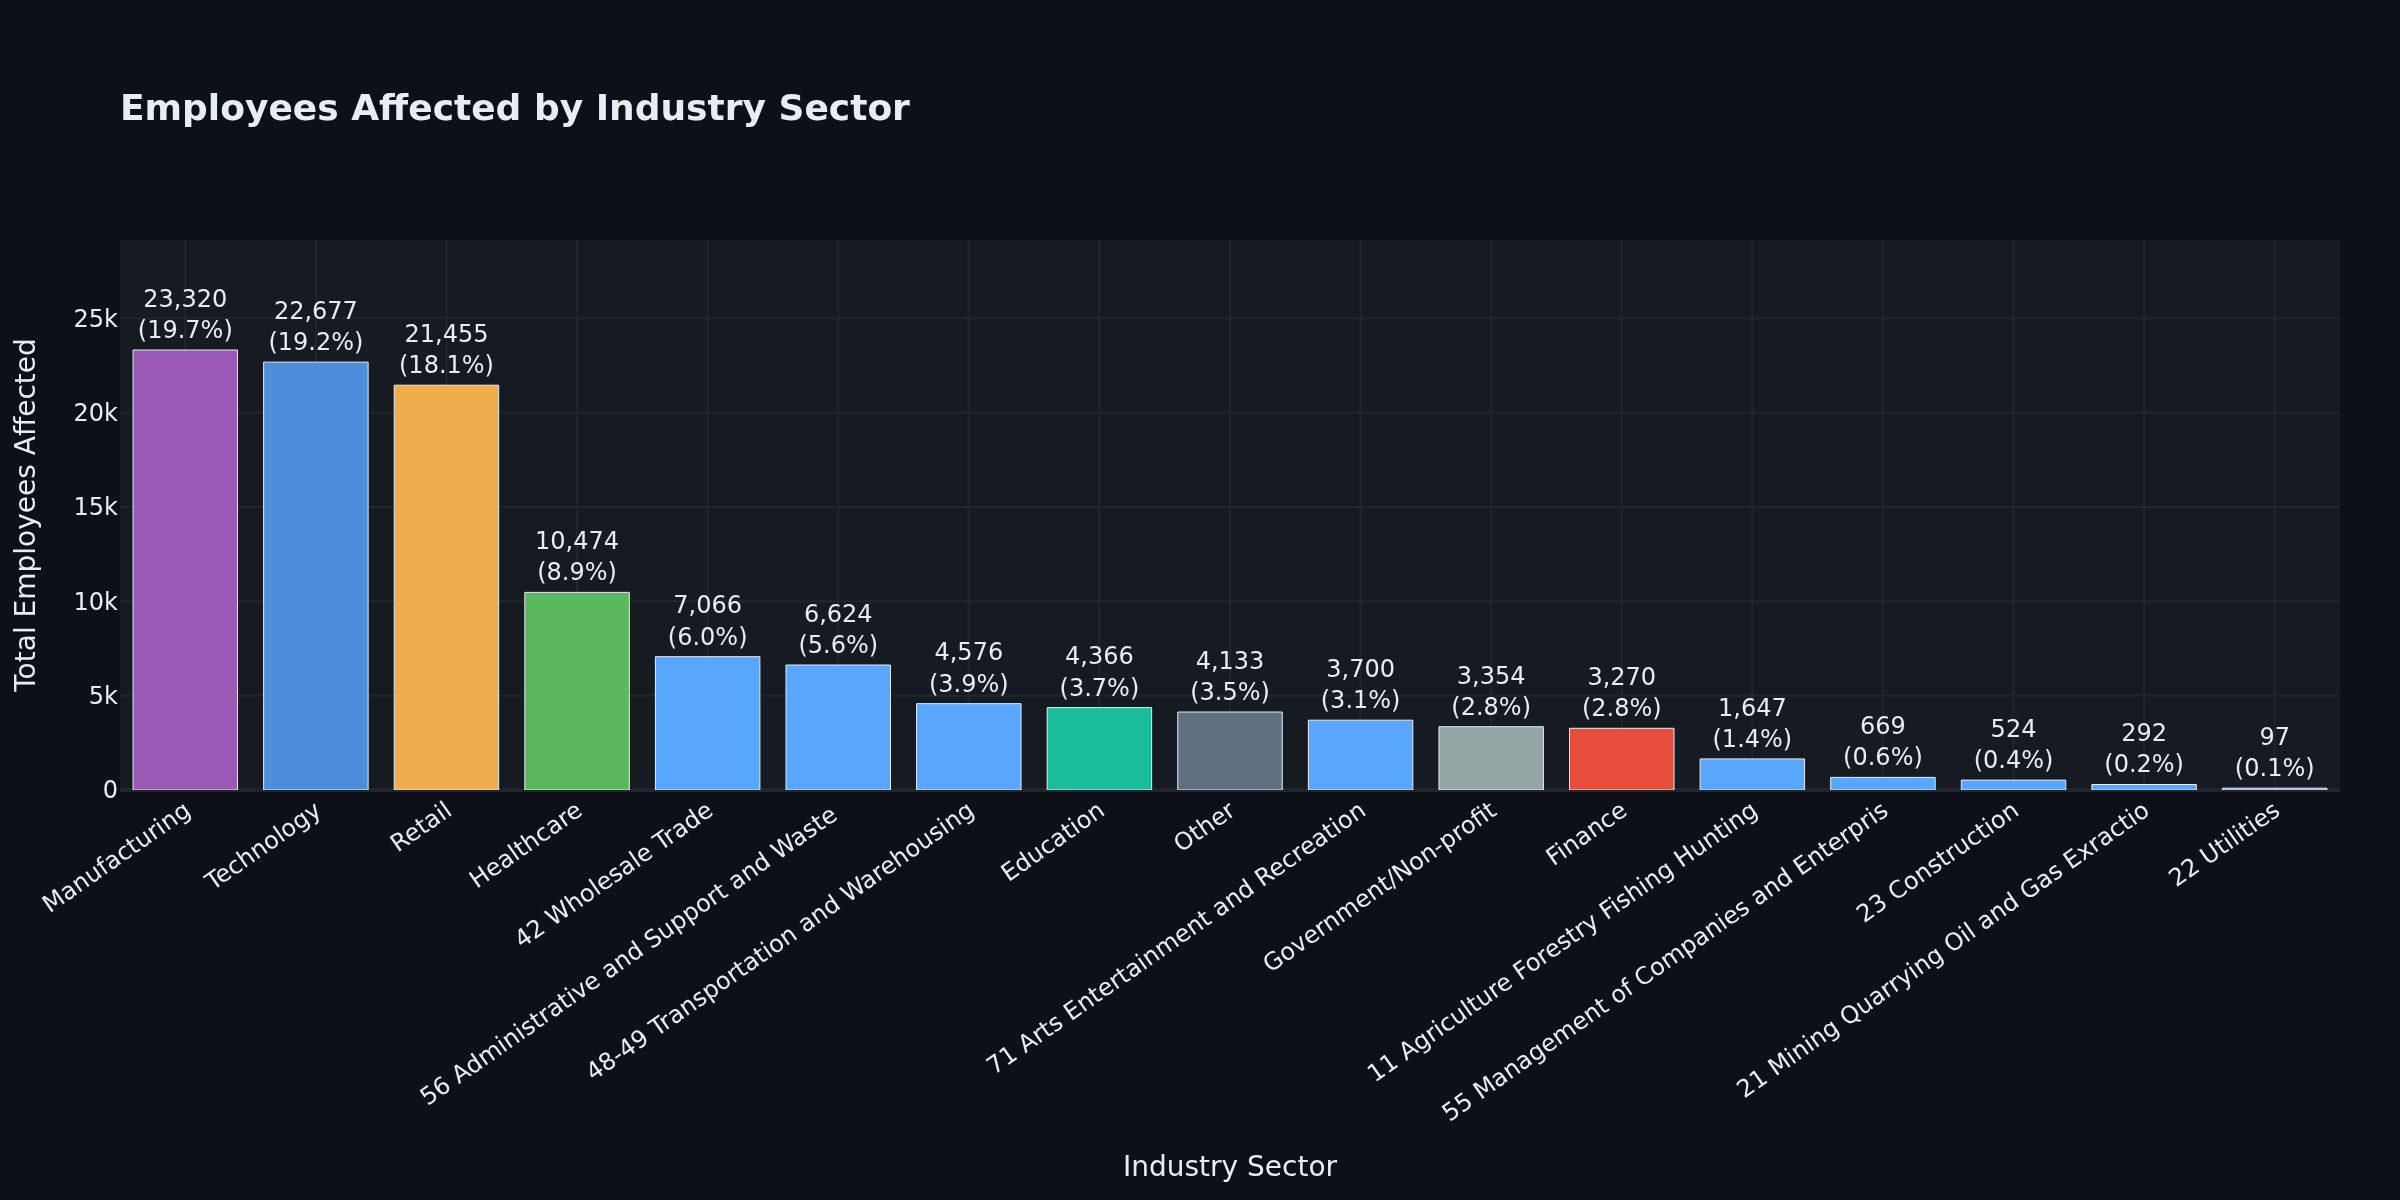 Employees Affected by Industry Sector
Total Employees Affected
25k
20k
15k
10k
5k
0
23,320
(19.7%)
22,677
(19.2%)
21,455
(18.1%)
10,474
(8.9%)
7,066
(6.0%)
6,624
(5.6%)
4,576
(3.9%)
4,366
(3.7%)
4,133
(3.5%)
3,700
(3.1%)
3,354
(2.8%)
3,270
(2.8%)
1,647
(1.4%)
669
(0.6%)
524
(0.4%)
292
(0.2%)
97
(0.1%)
Manufacturing
Technology
Retail
Healthcare
42 Wholesale Trade
56 Administrative and Support and Waste
48-49 Transportation and Warehousing
Education
Other
71 Arts Entertainment and Recreation
Government/Non-profit
Finance
11 Agriculture Forestry Fishing Hunting
55 Management of Companies and Enterpris
23 Construction
21 Mining Quarrying Oil and Gas Exractio
22 Utilities
Industry Sector